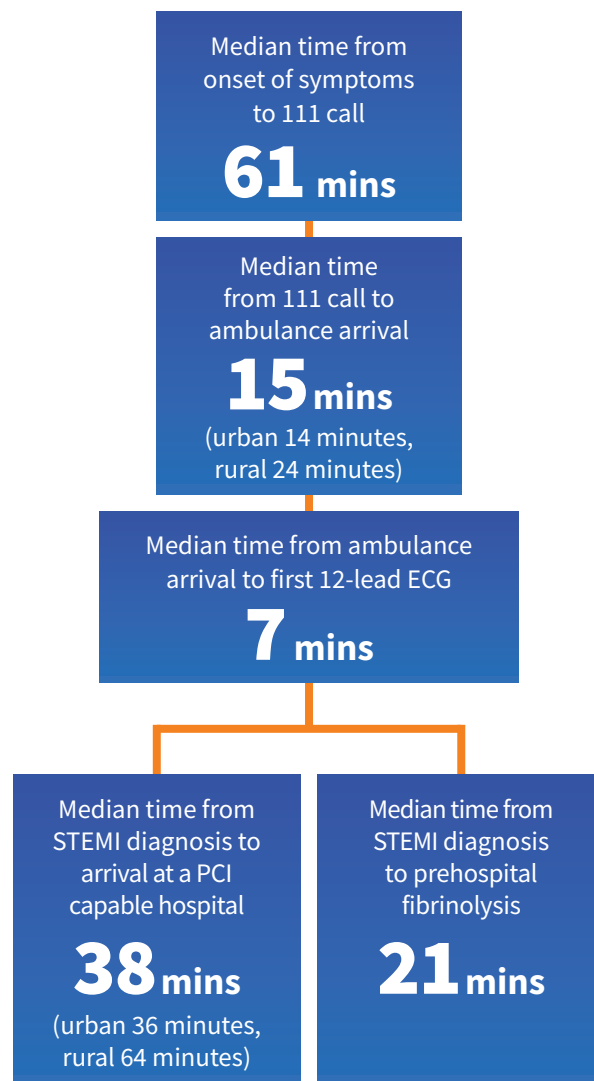 Median time from
onset of symptoms
to 111 call
61 mins
Median time
from 111 call to
ambulance arrival
15 mins
(urban 14 minutes,
rural 24 minutes)
Median time from ambulance
arrival to first 12-lead ECG
7 mins
Median time from
STEMI diagnosis to
arrival at a PCI
capable hospital
38 mins
(urban 36 minutes,
rural 64 minutes)
Median time from
STEMI diagnosis
to prehospital
fibrinolysis
21 mins